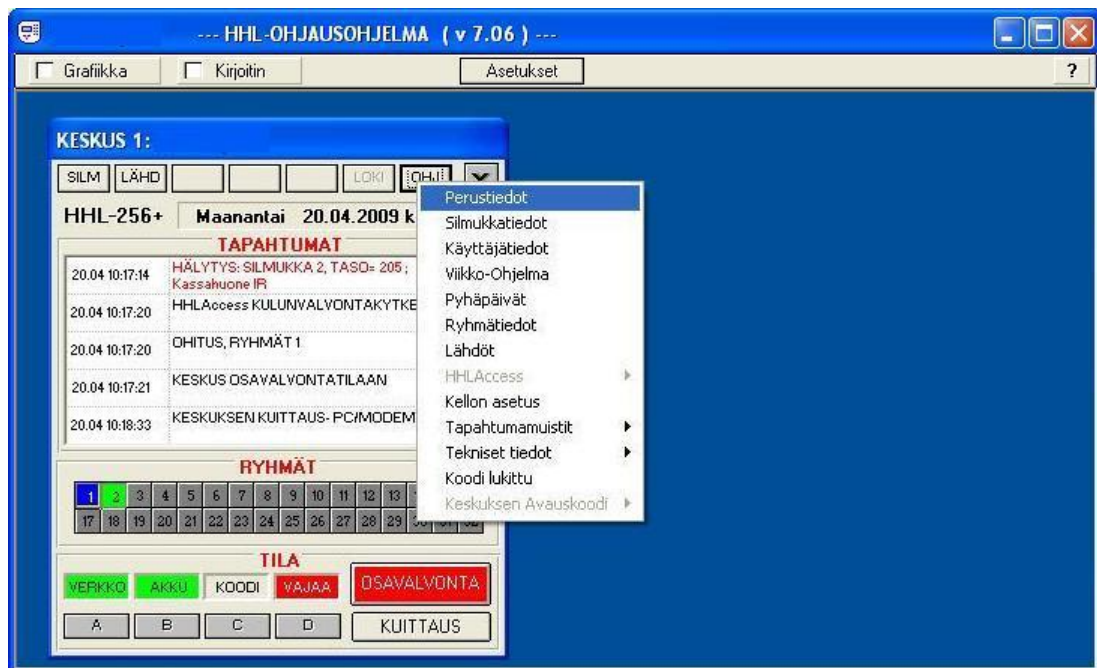 --- HHL-OHJAUSOHJELMA ( v 7.06 ) ---
Grafiikka Kirjoitin Asetukset ?
KESKUS 1:
SILM LÄHD LOKI OHJ
HHL-256+ Maanantai 20.04.2009 k
TAPAHTUMAT
20.04 10:17:14 HÄLYTYS: SILMUKKA 2, TASO= 205 ;
Kassahuone IR
20.04 10:17:20 HHLAccess KULUNVALVONTAKYTKE
20.04 10:17:20 OHITUS, RYHMÄT 1
20.04 10:17:21 KESKUS OSAVALVONTATILAAN
20.04 10:18:33 KESKUKSEN KUITTAUS- PC/MODEM
RYHMÄT
1 2 3 4 5 6 7 8 9 10 11 12 13
17 18 19 20 21 22 23 24 25 26 27 28 29 30 31 32
TILA
VERKKO AKKU KOODI VAJAA OSAVALVONTA
A B C D KUITTAUS
Perustiedot
Silmukkatiedot
Käyttäjätiedot
Viikko-Ohjelma
Pyhäpäivät
Ryhmätiedot
Lähdöt
HHLAccess
Kellon asetus
Tapahtumamuistit
Tekniset tiedot
Koodi lukittu
Keskuksen Avauskoodi